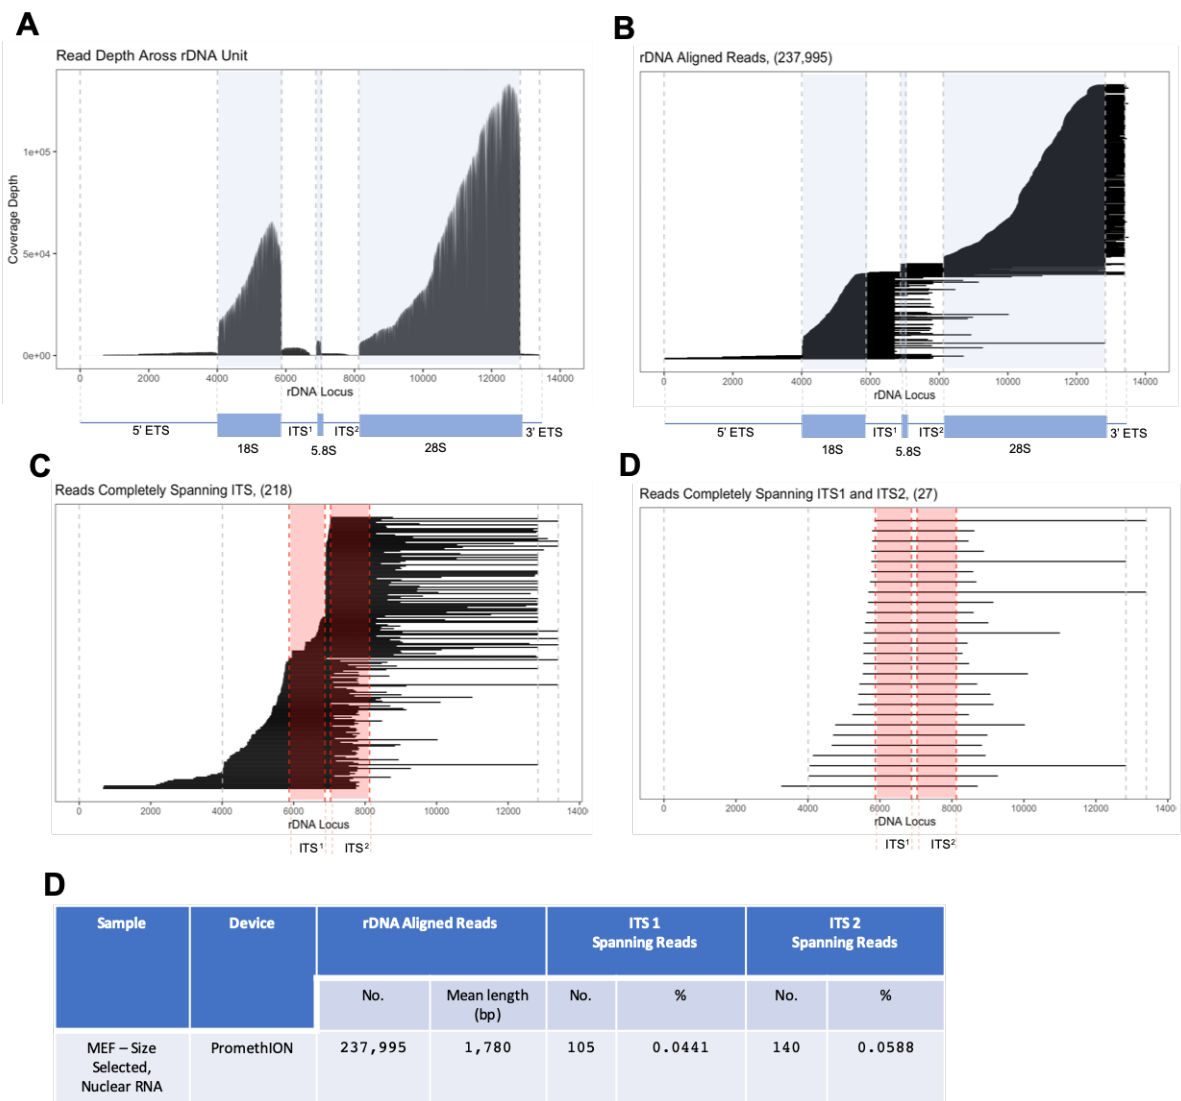 A
Read Depth Aross rDNA Unit
Coverage Depth
1e+05
5e+04
0e+00
0 2000 4000 6000 8000 10000 12000 14000
rDNA Locus
5' ETS 18S ITS¹ 5.8S ITS² 28S 3' ETS
B
rDNA Aligned Reads, (237,995)
0 2000 4000 6000 8000 10000 12000 14000
rDNA Locus
5' ETS 18S ITS¹ 5.8S ITS² 28S 3' ETS
C
Reads Completely Spanning ITS, (218)
0 2000 4000 6000 8000 10000 12000 14000
rDNA Locus
ITS¹ ITS²
D
Reads Completely Spanning ITS1 and ITS2, (27)
0 2000 4000 6000 8000 10000 12000 1400
rDNA Locus
ITS¹ ITS²
D
Sample Device rDNA Aligned Reads ITS 1 ITS 2
Spanning Reads Spanning Reads
No. Mean length No. % No. %
(bp)
MEF – Size PromethION 237,995 1,780 105 0.0441 140 0.0588
Selected,
Nuclear RNA